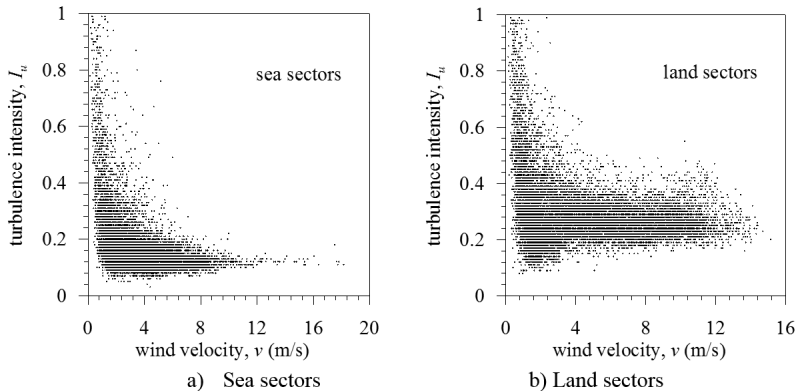 1
0.8
0.6
0.4
0.2
0
turbulence intensity, Iu
sea sectors
0 4 8 12 16 20
wind velocity, v (m/s)
a) Sea sectors
1
0.8
0.6
0.4
0.2
0
turbulence intensity, Iu
land sectors
0 4 8 12 16
wind velocity, v (m/s)
b) Land sectors